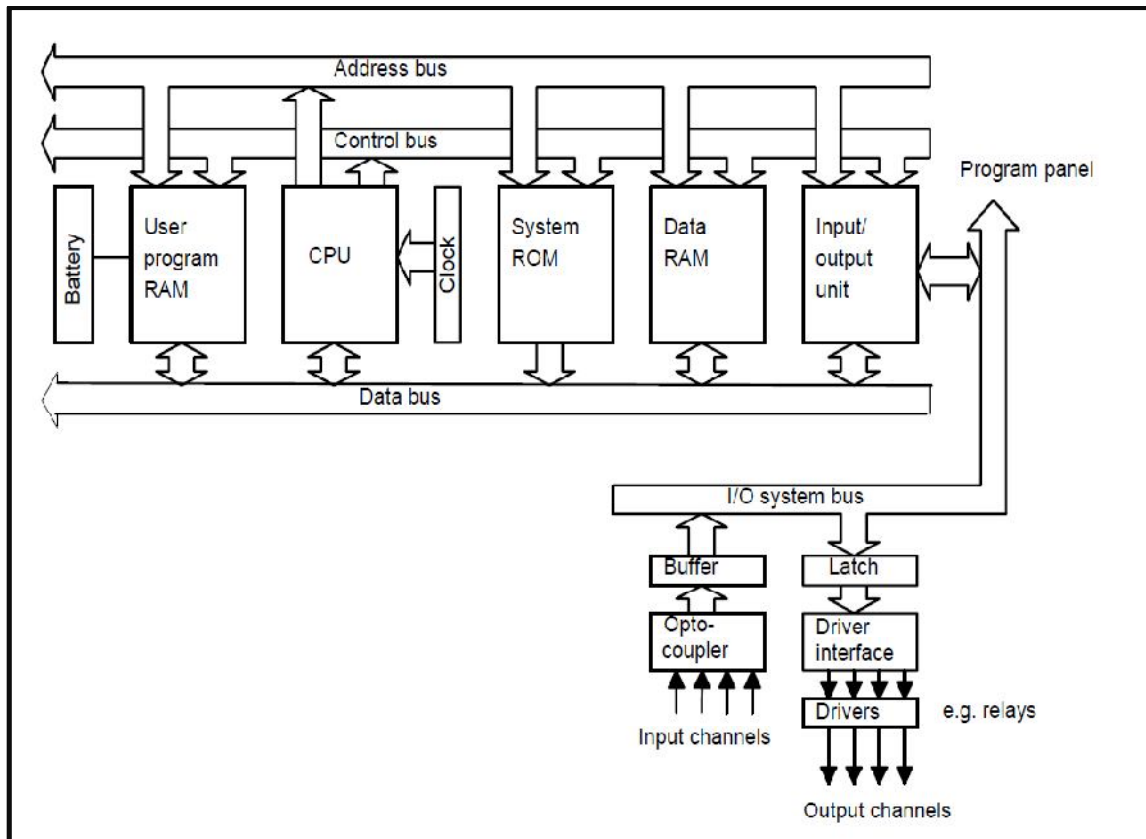 Address bus
Control bus
Program panel
Battery
User
program
RAM
CPU
Clock
System
ROM
Data
RAM
Input/
output
unit
Data bus
I/O system bus
Buffer
Latch
Opto-
coupler
Driver
interface
Drivers
e.g. relays
Input channels
Output channels